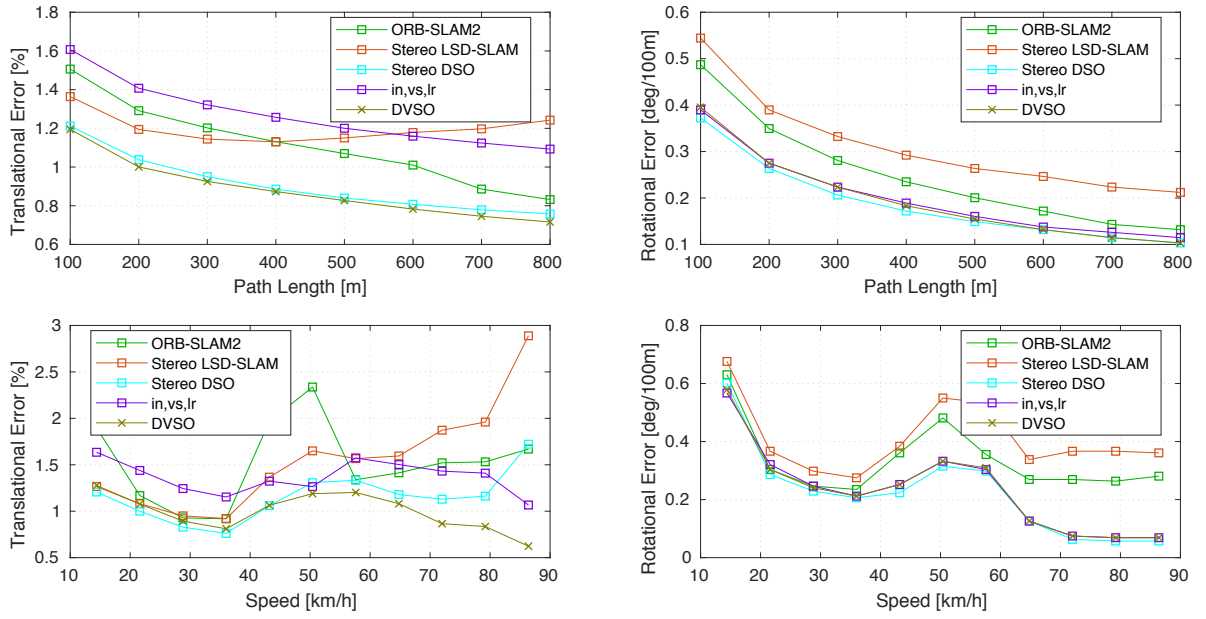 Translational Error [%]
1.8
1.6
1.4
1.2
1
0.8
0.6
ORB-SLAM2
Stereo LSD-SLAM
Stereo DSO
in,vs,lr
DVSO
100 200 300 400 500 600 700 800
Path Length [m]
Rotational Error [deg/100m]
0.6
0.5
0.4
0.3
0.2
0.1
ORB-SLAM2
Stereo LSD-SLAM
Stereo DSO
in,vs,lr
DVSO
100 200 300 400 500 600 700 800
Path Length [m]
Translational Error [%]
3
2.5
2
1.5
1
0.5
ORB-SLAM2
Stereo LSD-SLAM
Stereo DSO
in,vs,lr
DVSO
10 20 30 40 50 60 70 80 90
Speed [km/h]
Rotational Error [deg/100m]
0.8
0.6
0.4
0.2
0
ORB-SLAM2
Stereo LSD-SLAM
Stereo DSO
in,vs,lr
DVSO
10 20 30 40 50 60 70 80 90
Speed [km/h]